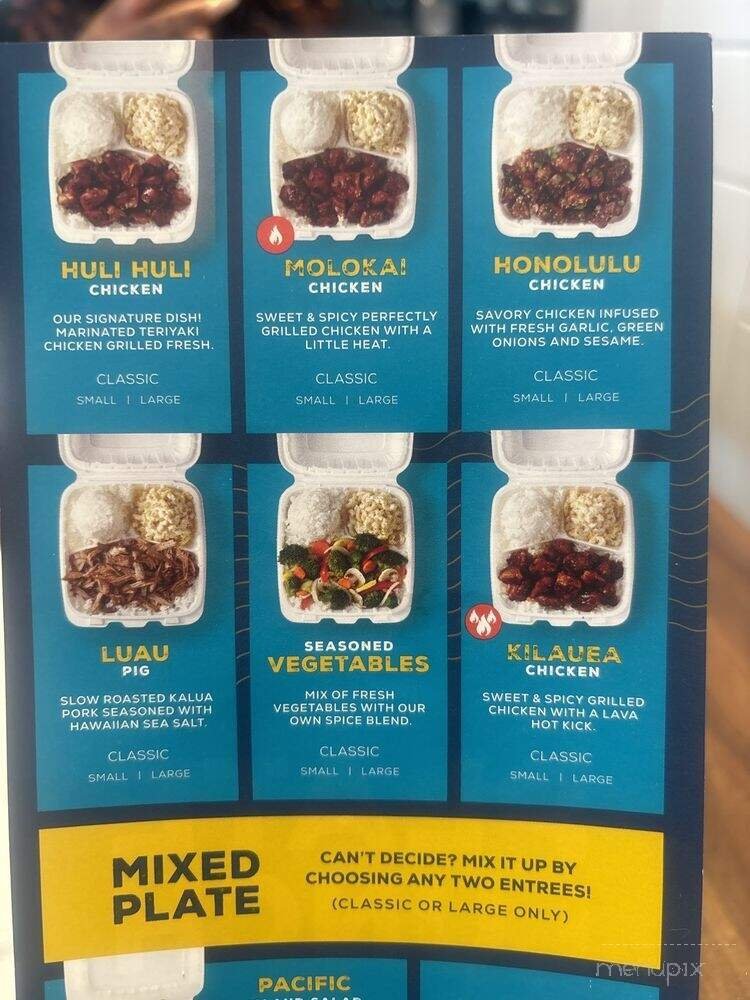 HULI HULI
CHICKEN
OUR SIGNATURE DISH!
MARINATED TERIYAKI
CHICKEN GRILLED FRESH.
CLASSIC
SMALL | LARGE
MOLOKAI
CHICKEN
SWEET & SPICY PERFECTLY
GRILLED CHICKEN WITH A
LITTLE HEAT.
CLASSIC
SMALL | LARGE
HONOLULU
CHICKEN
SAVORY CHICKEN INFUSED
WITH FRESH GARLIC, GREEN
ONIONS AND SESAME.
CLASSIC
SMALL | LARGE
LUAU
PIG
SLOW ROASTED KALUA
PORK SEASONED WITH
HAWAIIAN SEA SALT.
CLASSIC
SMALL | LARGE
SEASONED
VEGETABLES
MIX OF FRESH
VEGETABLES WITH OUR
OWN SPICE BLEND.
CLASSIC
SMALL | LARGE
KILAUEA
CHICKEN
SWEET & SPICY GRILLED
CHICKEN WITH A LAVA
HOT KICK.
CLASSIC
SMALL | LARGE
MIXED
PLATE
CAN'T DECIDE? MIX IT UP BY
CHOOSING ANY TWO ENTREES!
(CLASSIC OR LARGE ONLY)
PACIFIC
SALAD
menupix